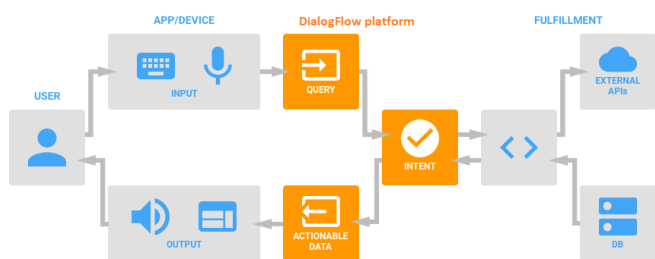 APP/DEVICE
DialogFlow platform
FULFILLMENT
USER
INPUT
QUERY
EXTERNAL
APIs
INTENT
OUTPUT
ACTIONABLE
DATA
DB